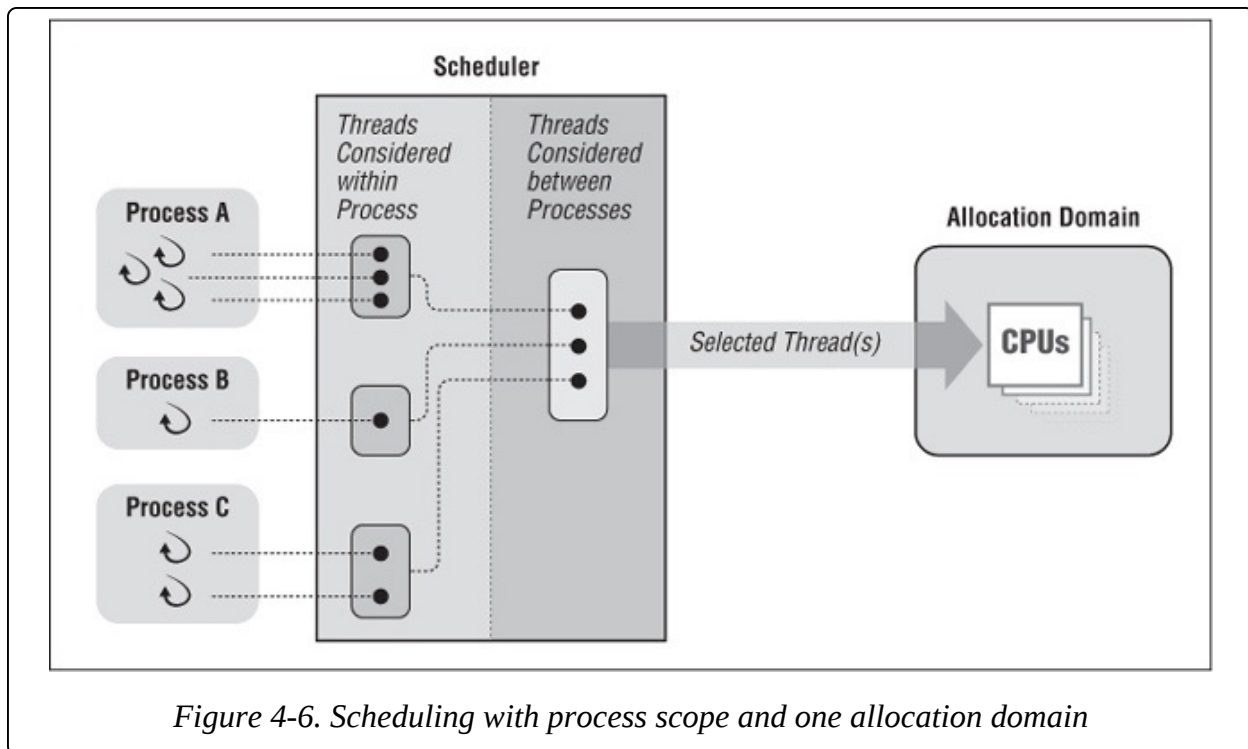 Scheduler
Threads
Considered
within
Process
Threads
Considered
between
Processes
Process A
Process B
Process C
Selected Thread(s)
Allocation Domain
CPUs
Figure 4-6. Scheduling with process scope and one allocation domain